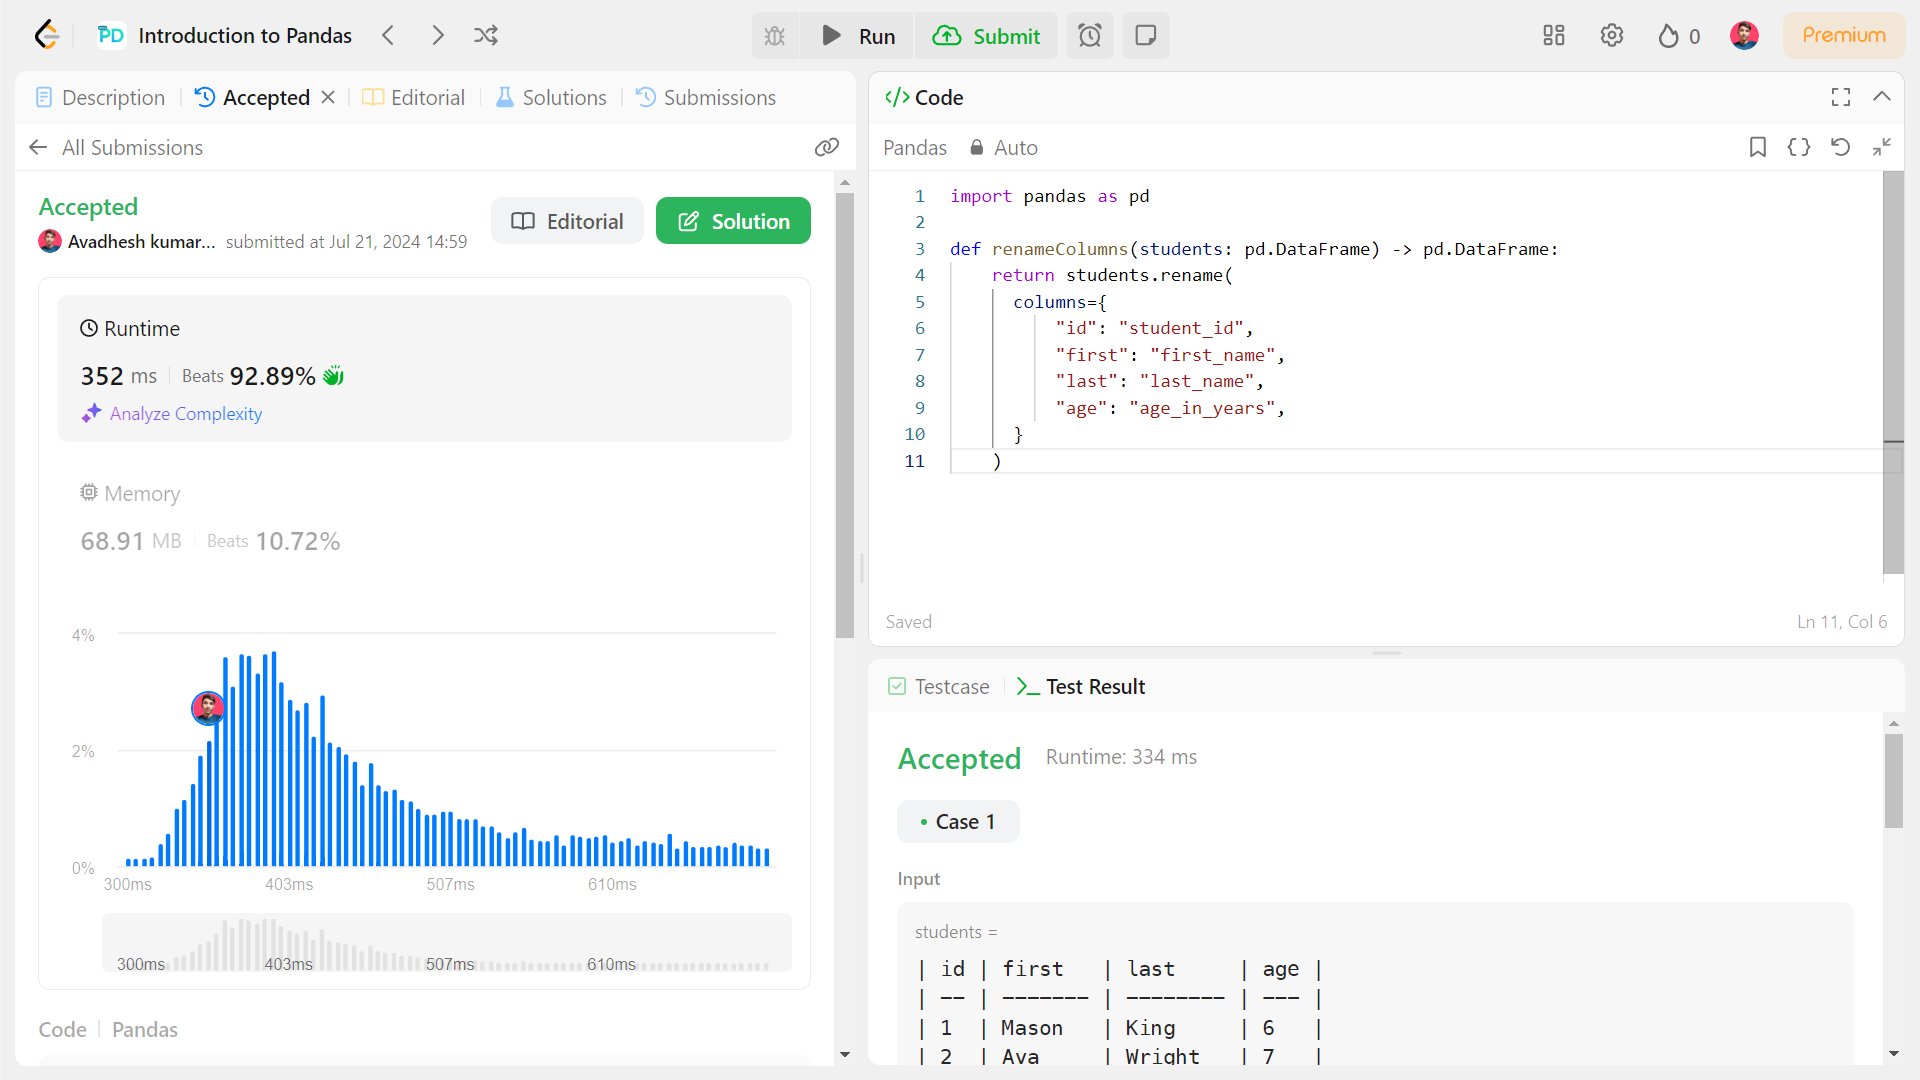 PD Introduction to Pandas
Run
Submit
0
Premium
Description
Accepted
Editorial
Solutions
Submissions
All Submissions
Accepted
Editorial
Solution
Avadhesh kumar... submitted at Jul 21, 2024 14:59
Runtime
352 ms Beats 92.89%
Analyze Complexity
Memory
68.91 MB Beats 10.72%
4%
2%
0%
300ms 403ms 507ms 610ms
300ms 403ms 507ms 610ms
Code Pandas
</> Code
Pandas Auto
1 import pandas as pd
2
3 def renameColumns(students: pd.DataFrame) -> pd.DataFrame:
4 return students.rename(
5 columns={
6 "id": "student_id",
7 "first": "first_name",
8 "last": "last_name",
9 "age": "age_in_years",
10 }
11 )
Saved Ln 11, Col 6
Testcase
>_ Test Result
Accepted Runtime: 334 ms
• Case 1
Input
students =
| id | first | last | age |
| -- | ------- | -------- | --- |
| 1 | Mason | King | 6 |
| 2 | Ava | Wright | 7 |